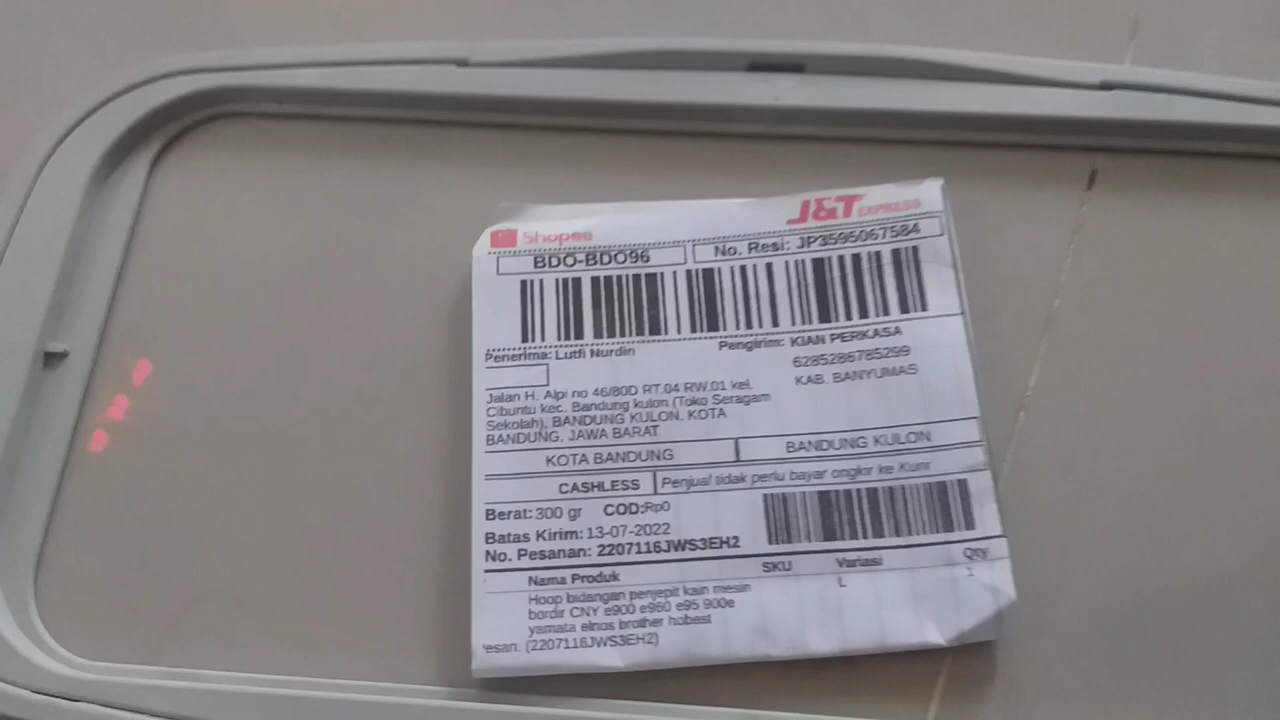 Shopee
J&T EXPRESS
BDO-BDO96
No. Resi: JP3595067584
Penerima: Lutfi Nurdin
Pengirim: KIAN PERKASA
6285286785299
KAB. BANYUMAS
Jalan H. Alpi no 46/80D RT.04 RW.01 kel.
Cibuntu kec. Bandung kulon (Toko Seragam
Sekolah), BANDUNG KULON, KOTA
BANDUNG, JAWA BARAT
KOTA BANDUNG
BANDUNG KULON
CASHLESS
Penjual tidak perlu bayar ongkir ke Kurir
Berat: 300 gr COD:Rp0
Batas Kirim: 13-07-2022
No. Pesanan: 2207116JWS3EH2
Nama Produk SKU Variasi Qty
Hoop bidangan penjepit kain mesin L 1
bordir CNY e900 e960 e95 900e
yamata elnos brother hobest
esan. (2207116JWS3EH2)